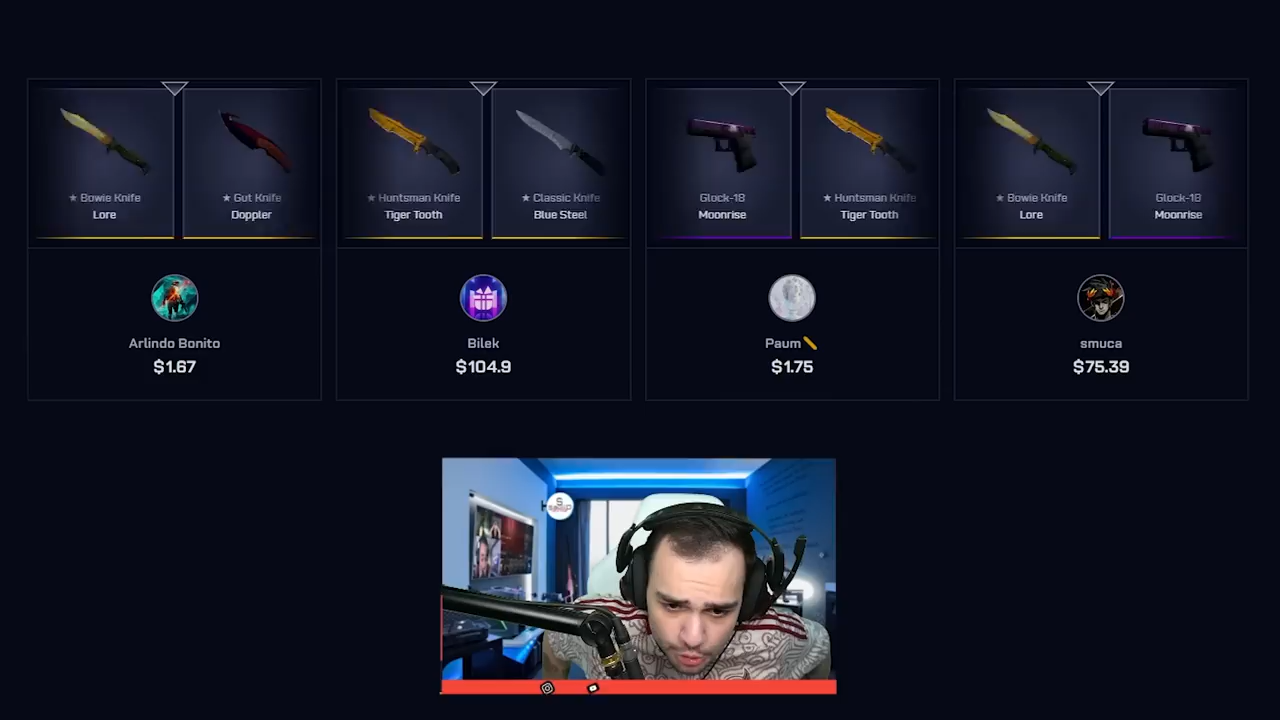 ★ Bowie Knife
Lore
★ Gut Knife
Doppler
★ Huntsman Knife
Tiger Tooth
★ Classic Knife
Blue Steel
Glock-18
Moonrise
★ Huntsman Knife
Tiger Tooth
★ Bowie Knife
Lore
Glock-18
Moonrise
Arlindo Bonito
$1.67
Bilek
$104.9
Paum
$1.75
smuca
$75.39